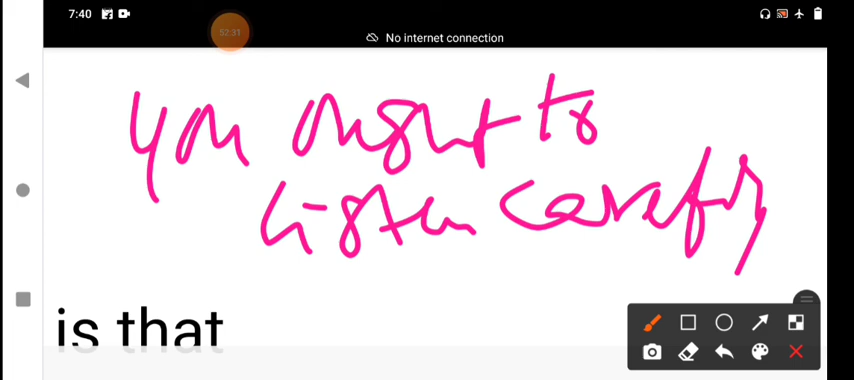 7:40
52:31
No internet connection
you ought to
listen carefully
is that